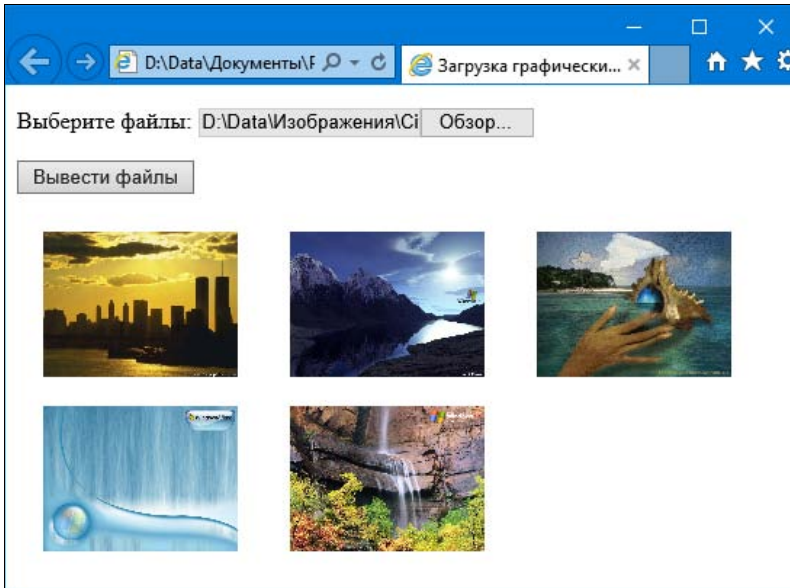 D:\Data\Документы\F
Загрузка графически...
Выберите файлы: D:\Data\Изображения\Ci Обзор...
Вывести файлы